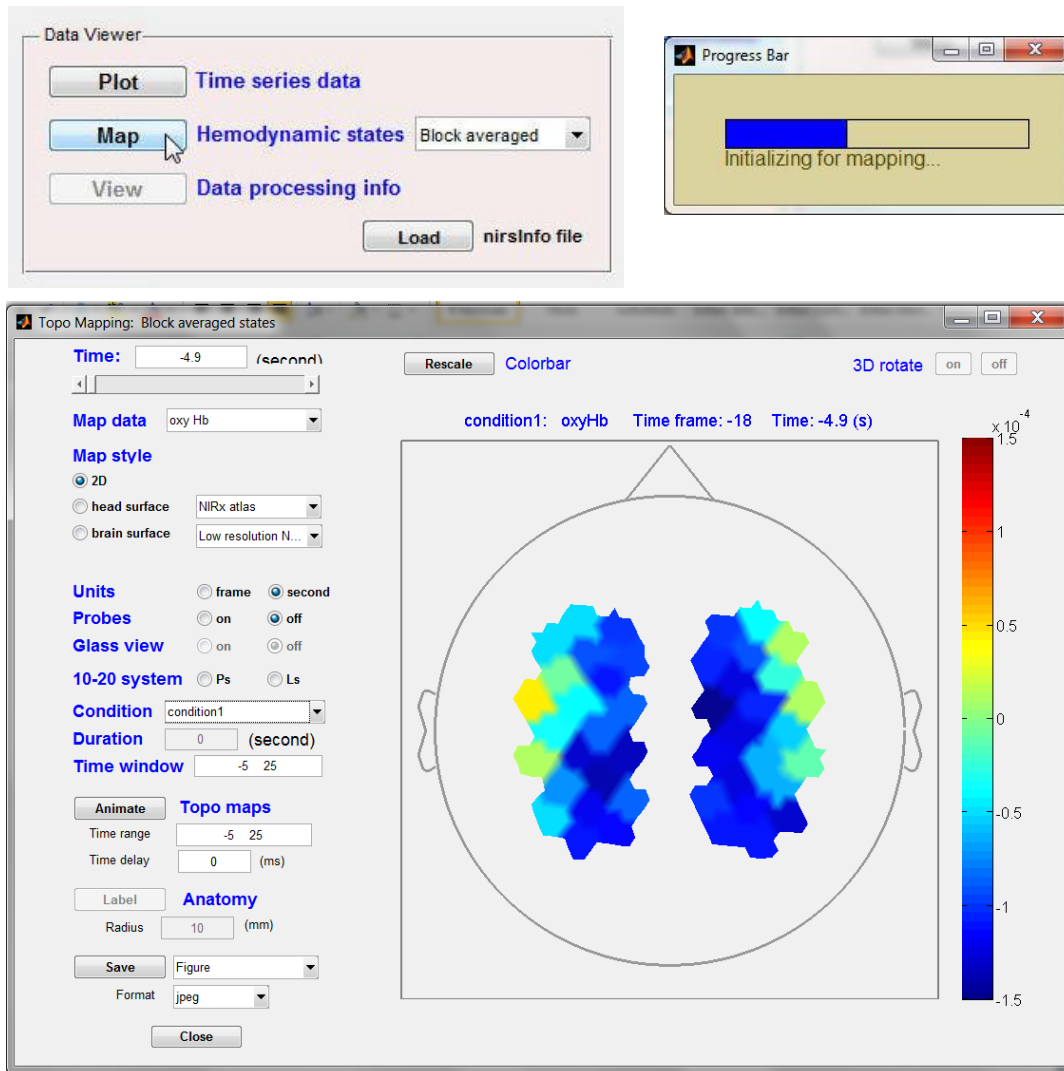 Data Viewer
Plot Time series data
Map Hemodynamic states Block averaged
View Data processing info
Load nirsInfo file
Progress Bar
Initializing for mapping...
Topo Mapping: Block averaged states
Time: -4.9 (second)
Rescale Colorbar
3D rotate on off
Map data oxy Hb
condition1: oxyHb Time frame: -18 Time: -4.9 (s)
x 10-4
Map style
2D
head surface NIRx atlas
brain surface Low resolution N...
Units frame second
Probes on off
Glass view on off
10-20 system Ps Ls
Condition condition1
Duration 0 (second)
Time window -5 25
Animate Topo maps
Time range -5 25
Time delay 0 (ms)
Label Anatomy
Radius 10 (mm)
Save Figure
Format jpeg
Close
1.5
1
0.5
0
-0.5
-1
-1.5